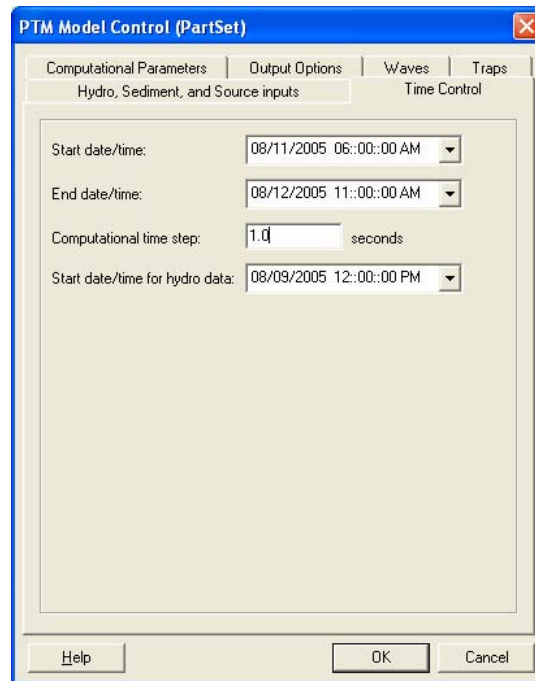 PTM Model Control (PartSet)
Computational Parameters Output Options Waves Traps
Hydro, Sediment, and Source inputs Time Control
Start date/time: 08/11/2005 06::00::00 AM
End date/time: 08/12/2005 11::00::00 AM
Computational time step: 1.0 seconds
Start date/time for hydro data: 08/09/2005 12::00::00 PM
Help OK Cancel